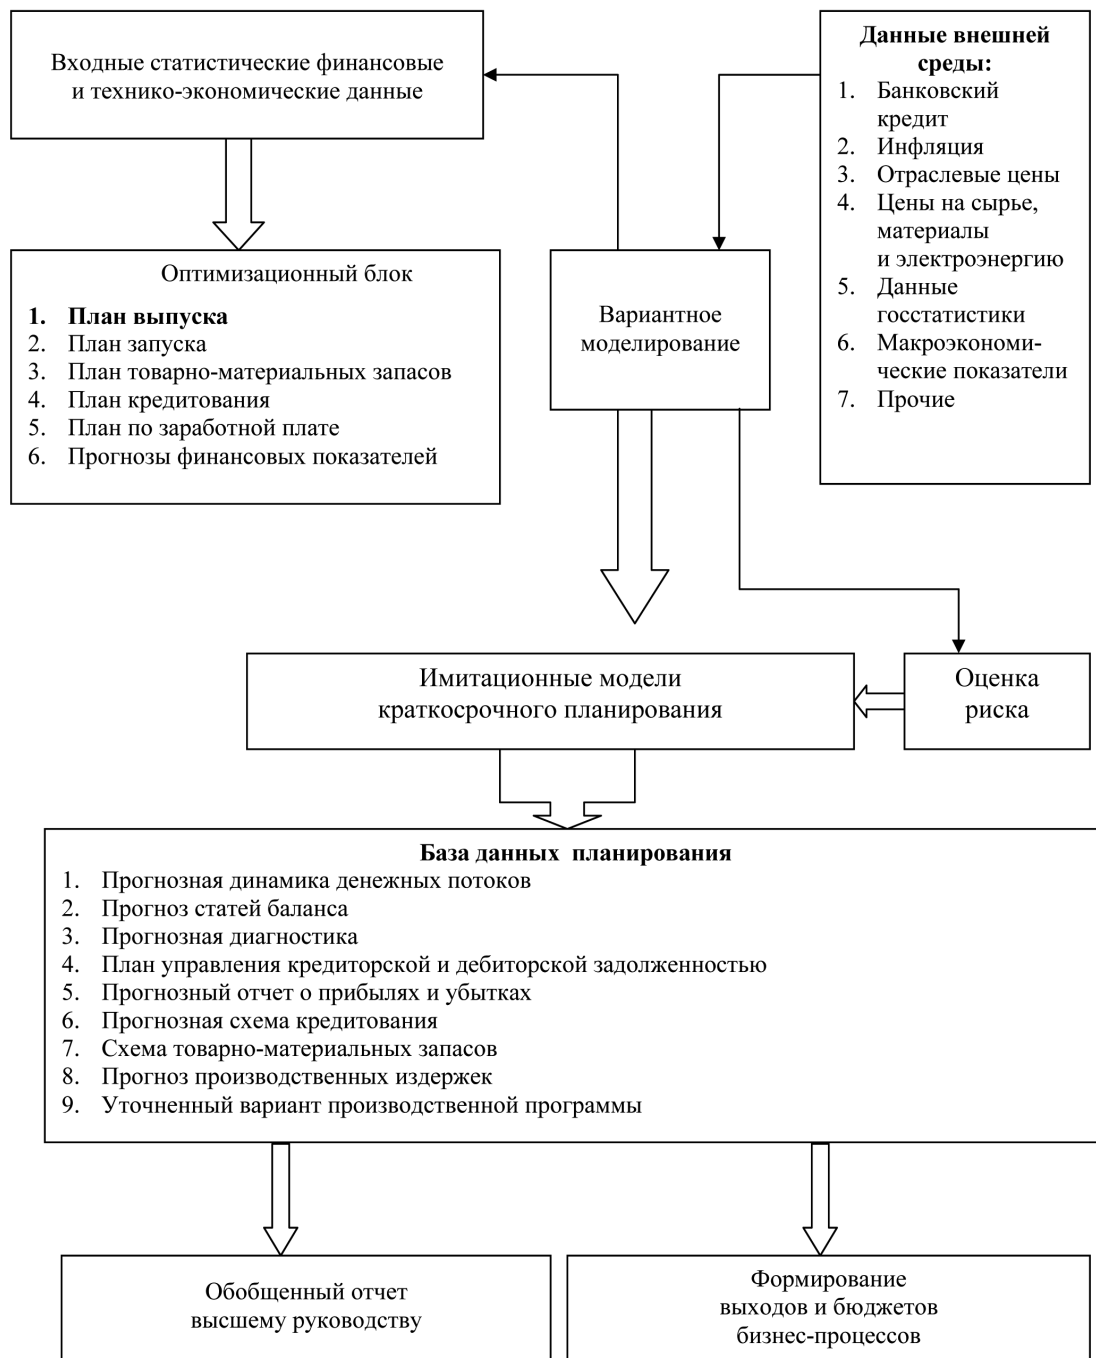 Входные статистические финансовые
и технико-экономические данные
Данные внешней
среды:
1. Банковский
кредит
2. Инфляция
3. Отраслевые цены
4. Цены на сырье,
материалы
и электроэнергию
5. Данные
госстатистики
6. Макроэкономи-
ческие показатели
7. Прочие
Оптимизационный блок
1. План выпуска
2. План запуска
3. План товарно-материальных запасов
4. План кредитования
5. План по заработной плате
6. Прогнозы финансовых показателей
Вариантное
моделирование
Имитационные модели
краткосрочного планирования
Оценка
риска
База данных планирования
1. Прогнозная динамика денежных потоков
2. Прогноз статей баланса
3. Прогнозная диагностика
4. План управления кредиторской и дебиторской задолженностью
5. Прогнозный отчет о прибылях и убытках
6. Прогнозная схема кредитования
7. Схема товарно-материальных запасов
8. Прогноз производственных издержек
9. Уточненный вариант производственной программы
Обобщенный отчет
высшему руководству
Формирование
выходов и бюджетов
бизнес-процессов